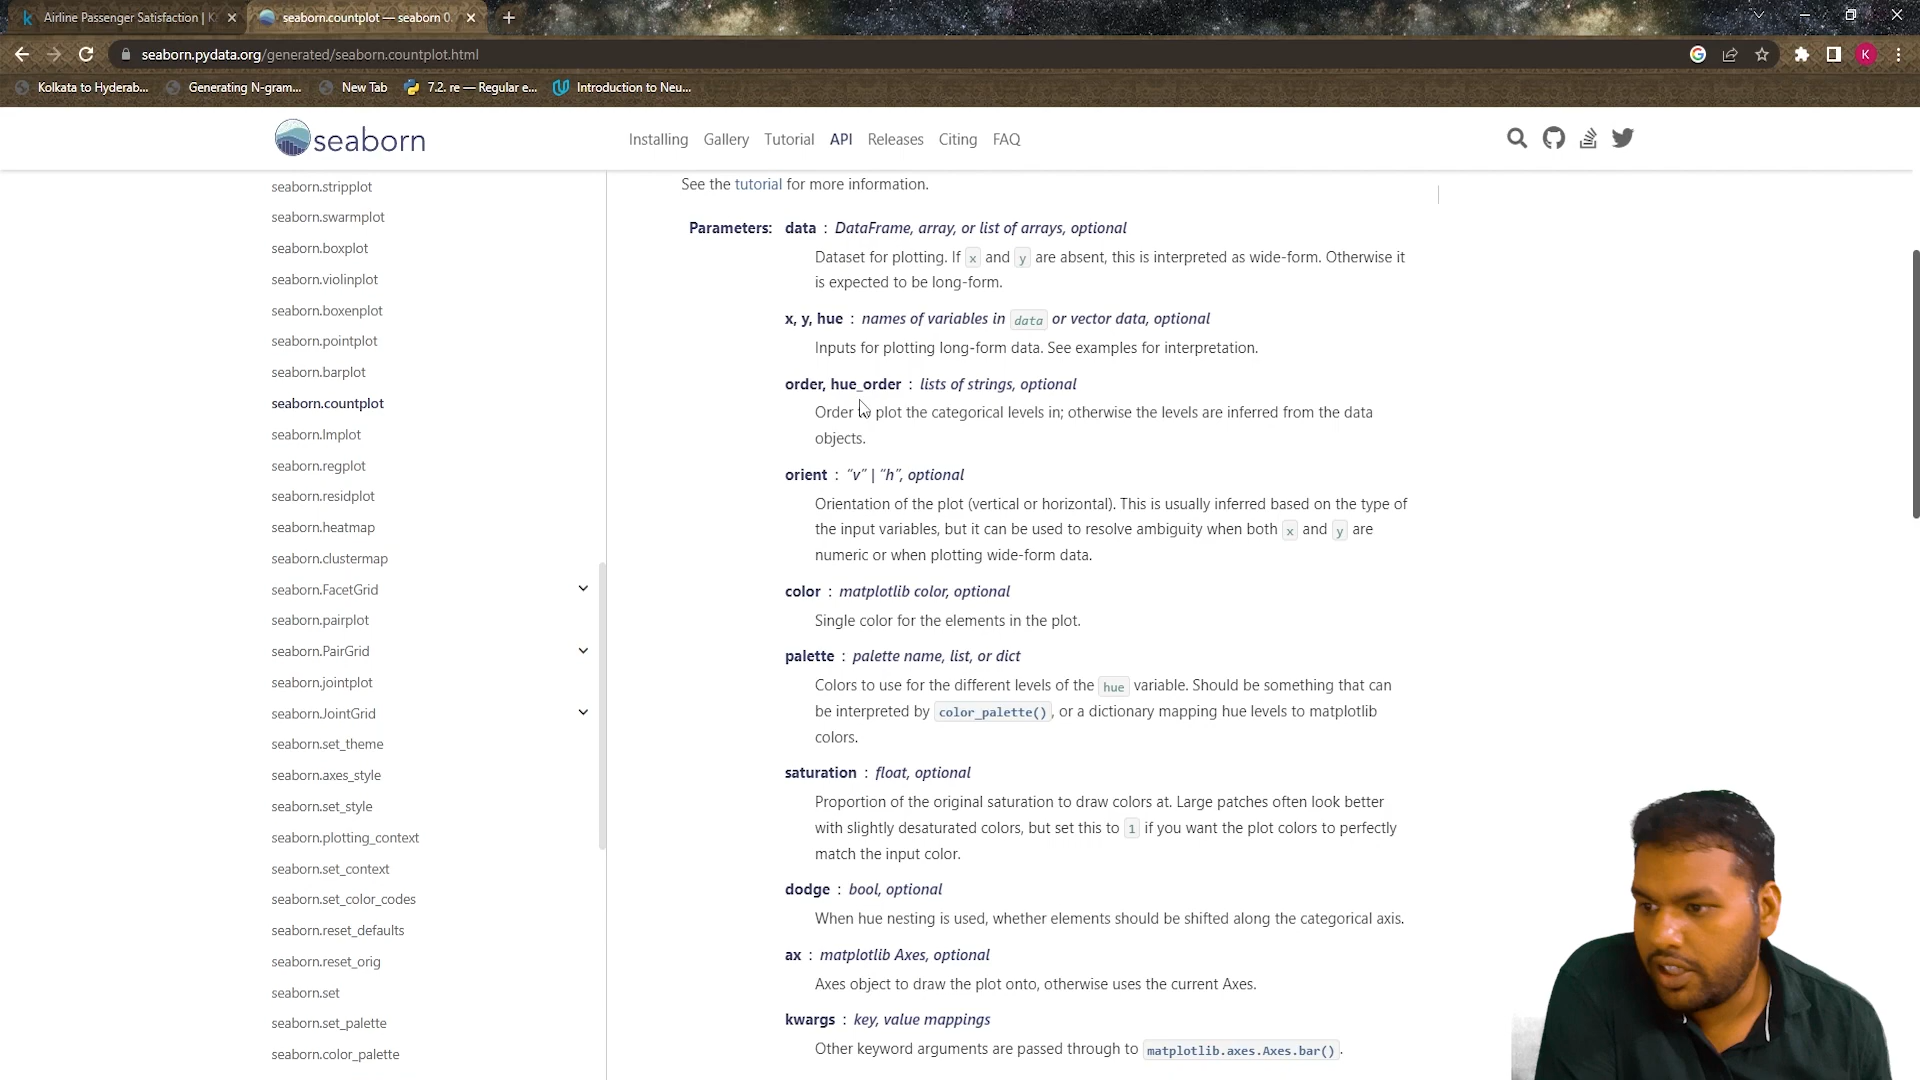 Airline Passenger Satisfaction | K
seaborn.countplot — seaborn 0.
seaborn.pydata.org/generated/seaborn.countplot.html
K
Kolkata to Hyderab...
Generating N-gram...
New Tab
7.2. re — Regular e...
Introduction to Neu...
seaborn
Installing
Gallery
Tutorial
API
Releases
Citing
FAQ
seaborn.stripplot
seaborn.swarmplot
seaborn.boxplot
seaborn.violinplot
seaborn.boxenplot
seaborn.pointplot
seaborn.barplot
seaborn.countplot
seaborn.lmplot
seaborn.regplot
seaborn.residplot
seaborn.heatmap
seaborn.clustermap
seaborn.FacetGrid
seaborn.pairplot
seaborn.PairGrid
seaborn.jointplot
seaborn.JointGrid
seaborn.set_theme
seaborn.axes_style
seaborn.set_style
seaborn.plotting_context
seaborn.set_context
seaborn.set_color_codes
seaborn.reset_defaults
seaborn.reset_orig
seaborn.set
seaborn.set_palette
seaborn.color_palette
See the tutorial for more information.
Parameters: data : DataFrame, array, or list of arrays, optional
Dataset for plotting. If x and y are absent, this is interpreted as wide-form. Otherwise it
is expected to be long-form.
x, y, hue : names of variables in data or vector data, optional
Inputs for plotting long-form data. See examples for interpretation.
order, hue_order : lists of strings, optional
Order to plot the categorical levels in; otherwise the levels are inferred from the data
objects.
orient : “v” | “h”, optional
Orientation of the plot (vertical or horizontal). This is usually inferred based on the type of
the input variables, but it can be used to resolve ambiguity when both x and y are
numeric or when plotting wide-form data.
color : matplotlib color, optional
Single color for the elements in the plot.
palette : palette name, list, or dict
Colors to use for the different levels of the hue variable. Should be something that can
be interpreted by color_palette(), or a dictionary mapping hue levels to matplotlib
colors.
saturation : float, optional
Proportion of the original saturation to draw colors at. Large patches often look better
with slightly desaturated colors, but set this to 1 if you want the plot colors to perfectly
match the input color.
dodge : bool, optional
When hue nesting is used, whether elements should be shifted along the categorical axis.
ax : matplotlib Axes, optional
Axes object to draw the plot onto, otherwise uses the current Axes.
kwargs : key, value mappings
Other keyword arguments are passed through to matplotlib.axes.Axes.bar().